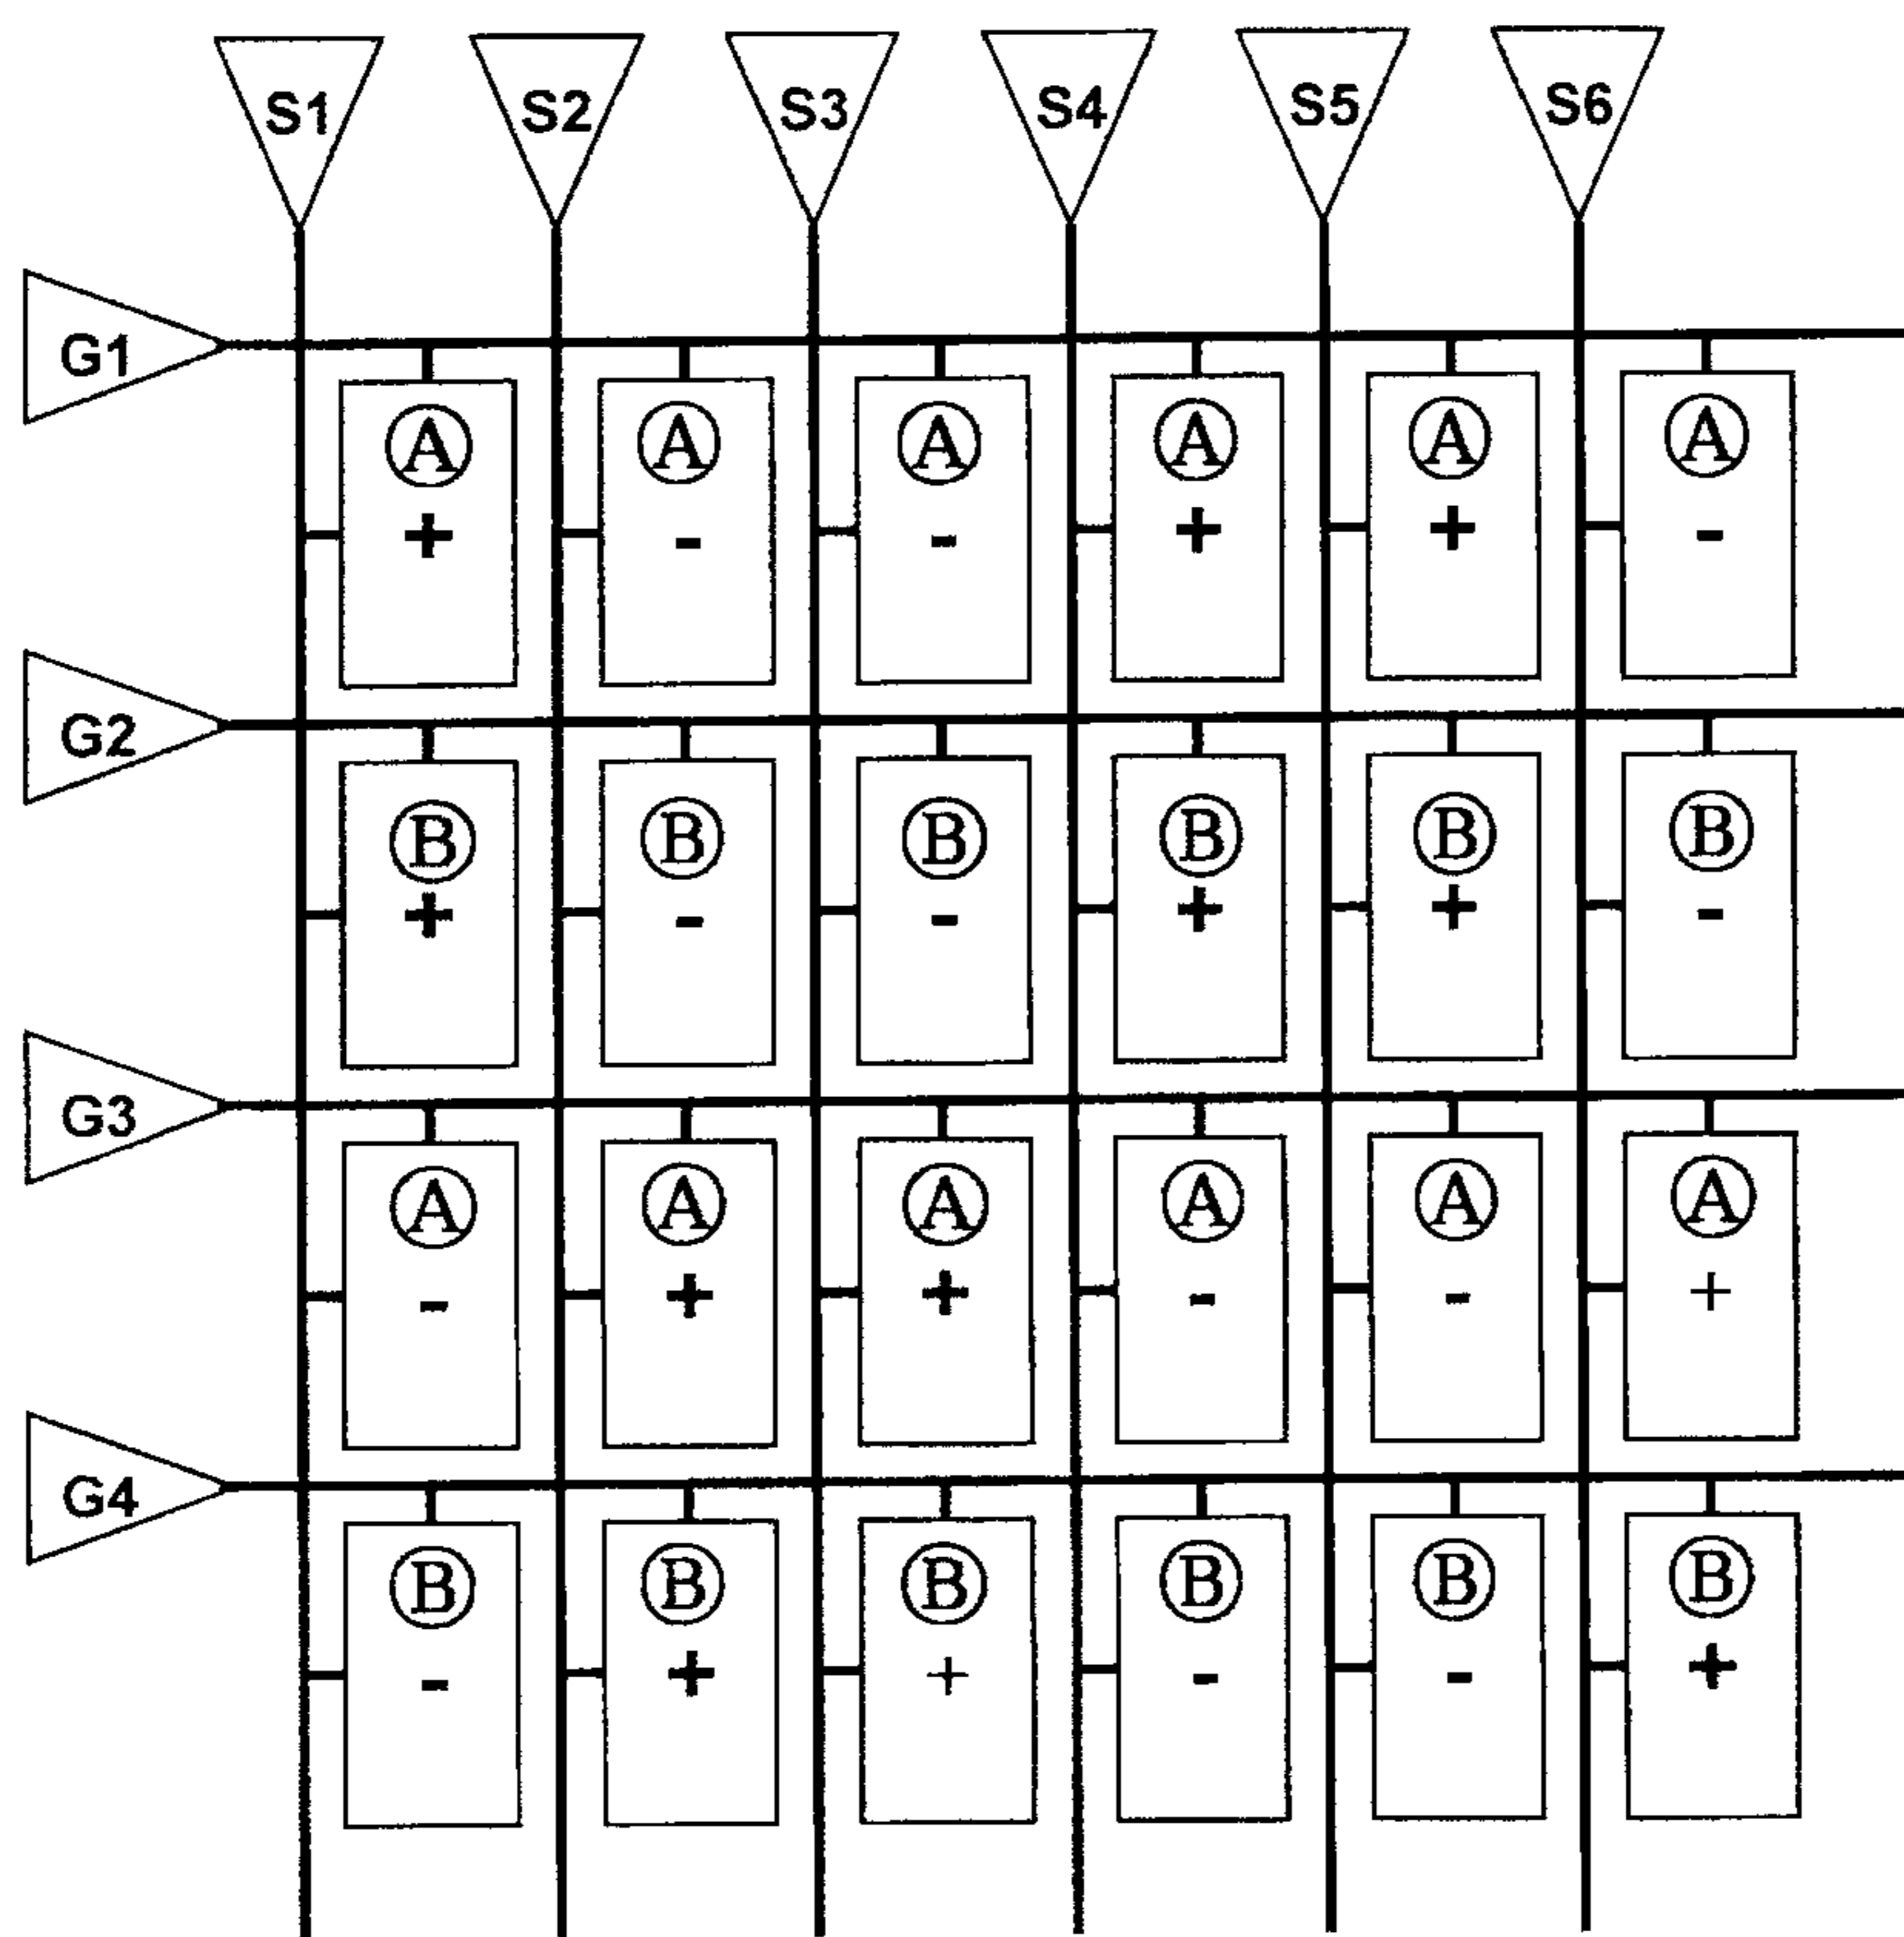 S1 S2 S3 S4 S5 S6
G1
A A A A A A
+ - - + + -
G2
B B B B B B
+ - - + + -
G3
A A A A A A
- + + - - +
G4
B B B B B B
- + + - - +